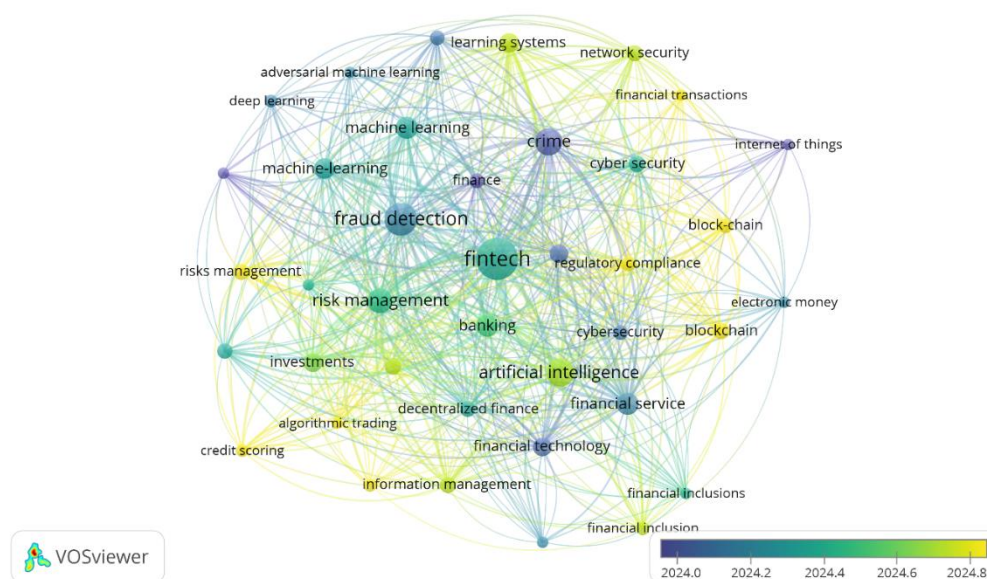 learning systems
network security
adversarial machine learning
deep learning
financial transactions
machine learning
crime
internet of things
machine-learning
finance
cyber security
fraud detection
block-chain
fintech
regulatory compliance
risks management
risk management
electronic money
banking
cybersecurity
blockchain
investments
artificial intelligence
decentralized finance
financial service
algorithmic trading
credit scoring
financial technology
information management
financial inclusions
financial inclusion
VOSviewer
2024.0 2024.2 2024.4 2024.6 2024.8